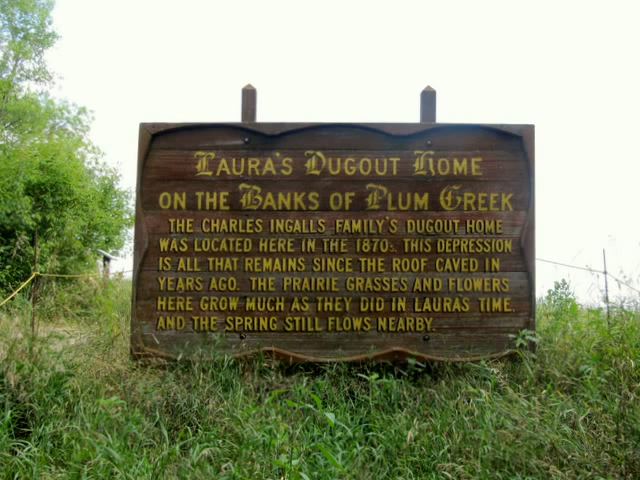 LAURA'S DUGOUT HOME
ON THE BANKS OF PLUM CREEK
THE CHARLES INGALLS FAMILY'S DUGOUT HOME
WAS LOCATED HERE IN THE 1870s. THIS DEPRESSION
IS ALL THAT REMAINS SINCE THE ROOF CAVED IN
YEARS AGO. THE PRAIRIE GRASSES AND FLOWERS
HERE GROW MUCH AS THEY DID IN LAURAS TIME,
AND THE SPRING STILL FLOWS NEARBY.